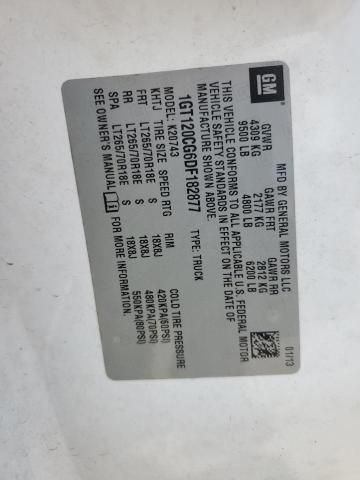 GM
MFD BY GENERAL MOTORS LLC
01/13
GVWR GAWR FRT GAWR RR
4309 KG 2177 KG 2812 KG
9500 LB 4800 LB 6200 LB
THIS VEHICLE CONFORMS TO ALL APPLICABLE U.S. FEDERAL MOTOR
VEHICLE SAFETY STANDARDS IN EFFECT ON THE DATE OF
MANUFACTURE SHOWN ABOVE.
1GT120CG6DF182877 TYPE: TRUCK
MODEL: K20743
KHTJ TIRE SIZE SPEED RTG RIM COLD TIRE PRESSURE
FRT LT265/70R18E S 18X8J 420KPA(60PSI)
RR LT265/70R18E S 18X8J 480KPA(70PSI)
SPA LT265/70R18E S 18X8J 550KPA(80PSI)
SEE OWNER'S MANUAL FOR MORE INFORMATION.